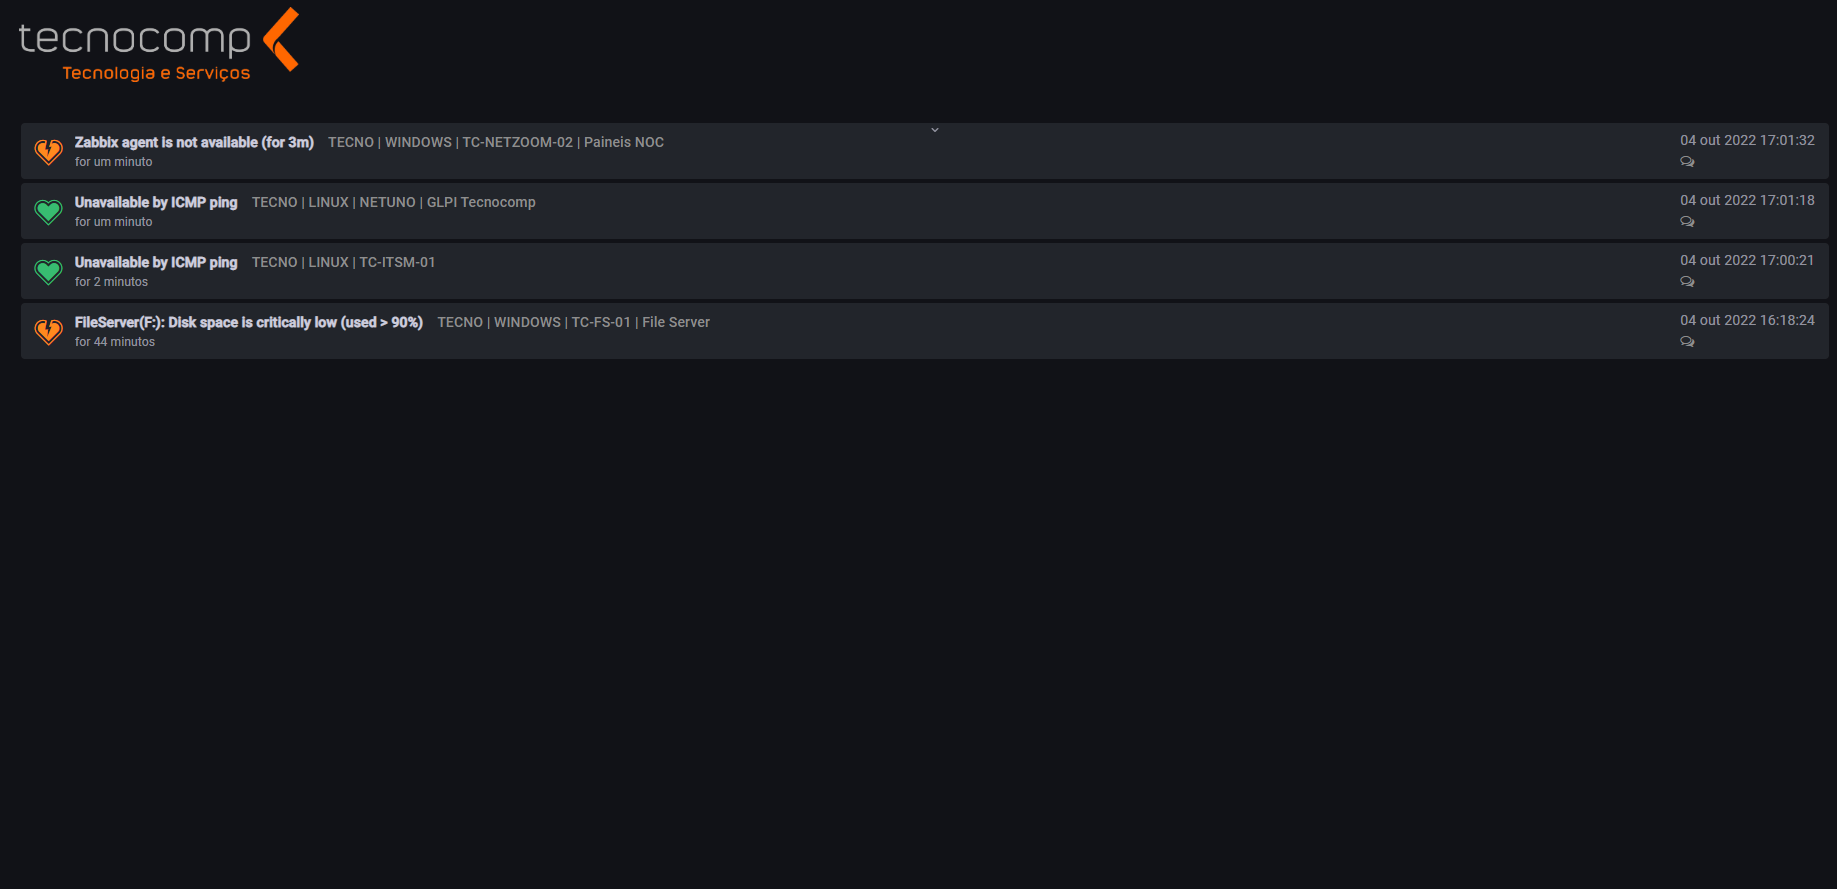 tecnocomp
Tecnologia e Serviços
Zabbix agent is not available (for 3m) TECNO | WINDOWS | TC-NETZOOM-02 | Paineis NOC 04 out 2022 17:01:32
for um minuto
Unavailable by ICMP ping TECNO | LINUX | NETUNO | GLPI Tecnocomp 04 out 2022 17:01:18
for um minuto
Unavailable by ICMP ping TECNO | LINUX | TC-ITSM-01 04 out 2022 17:00:21
for 2 minutos
FileServer(F:): Disk space is critically low (used > 90%) TECNO | WINDOWS | TC-FS-01 | File Server 04 out 2022 16:18:24
for 44 minutos